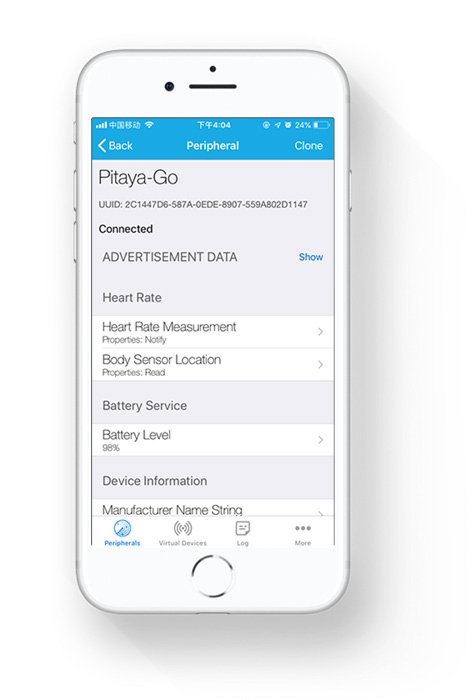 中国移动 下午4:04 24%
Back Peripheral Clone
Pitaya-Go
UUID: 2C1447D6-587A-0EDE-8907-559A802D1147
Connected
ADVERTISEMENT DATA Show
Heart Rate
Heart Rate Measurement
Properties: Notify
Body Sensor Location
Properties: Read
Battery Service
Battery Level
98%
Device Information
Manufacturer Name String
Peripherals Virtual Devices Log More